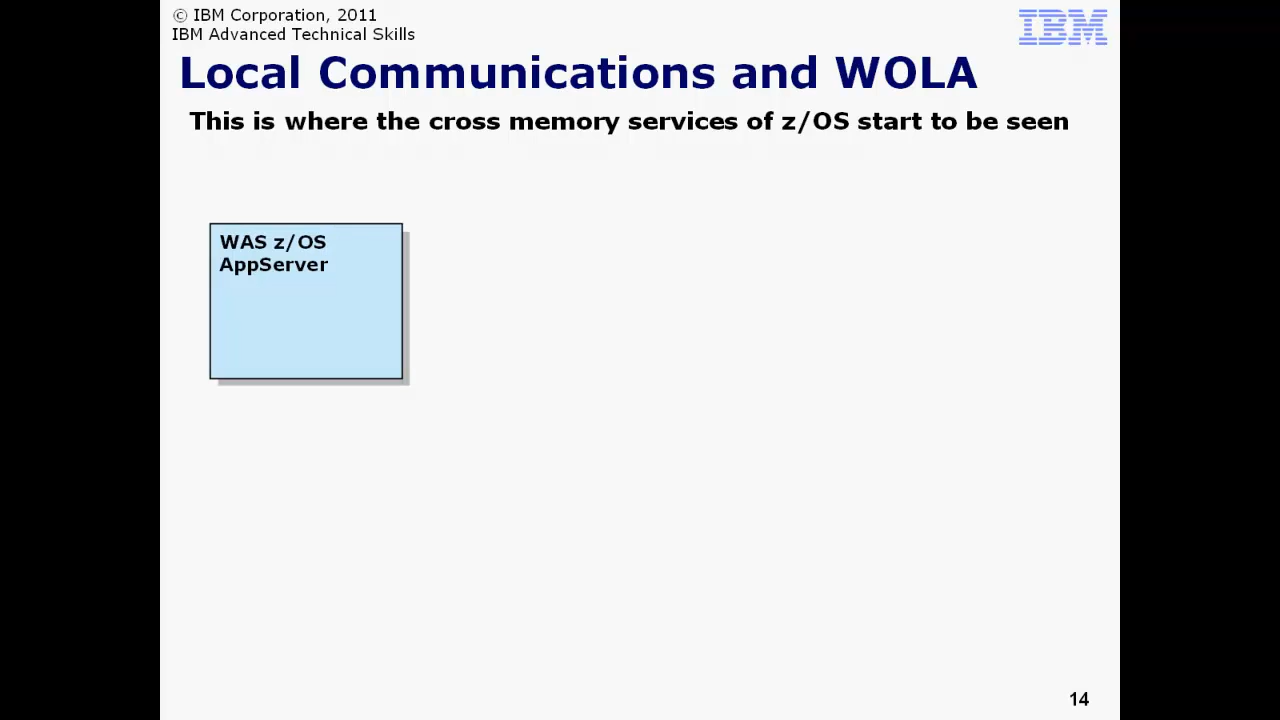 © IBM Corporation, 2011
IBM Advanced Technical Skills
IBM
Local Communications and WOLA
This is where the cross memory services of z/OS start to be seen
WAS z/OS
AppServer
14